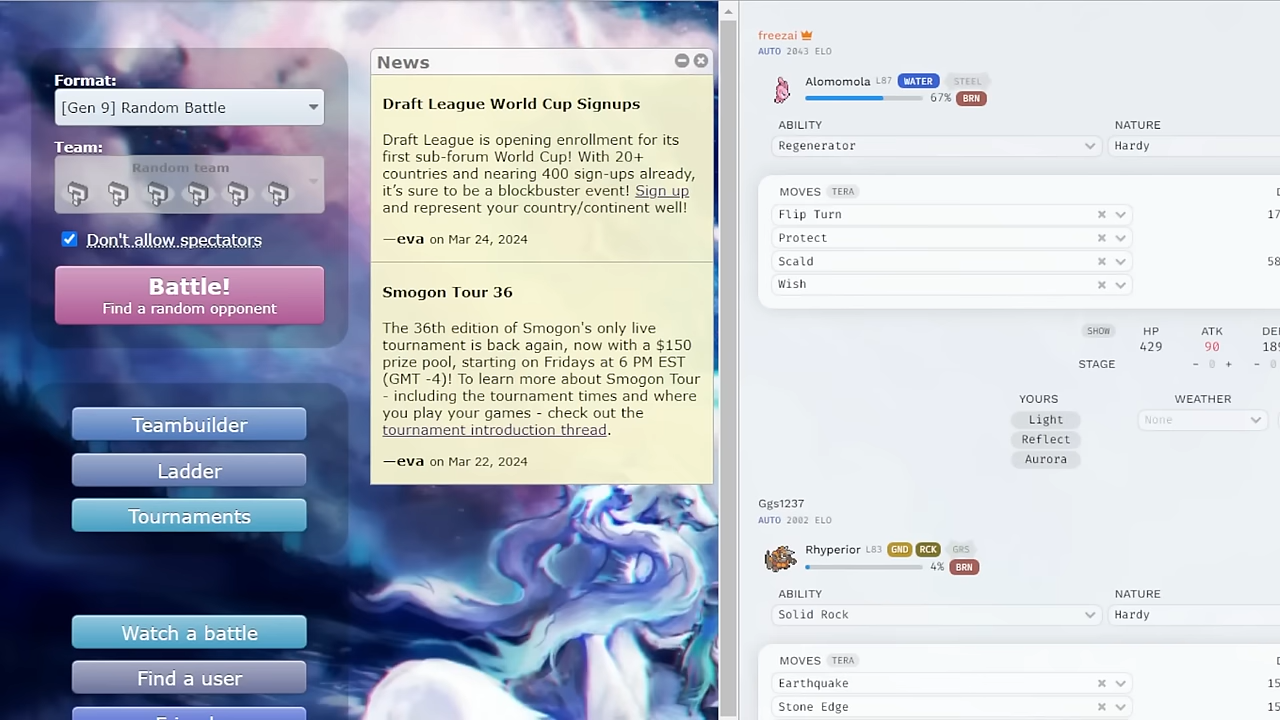 Format:
[Gen 9] Random Battle
Team:
Random team
Don't allow spectators
Battle!
Find a random opponent
Teambuilder
Ladder
Tournaments
Watch a battle
Find a user
News
Draft League World Cup Signups
Draft League is opening enrollment for its
first sub-forum World Cup! With 20+
countries and nearing 400 sign-ups already,
it's sure to be a blockbuster event! Sign up
and represent your country/continent well!
—eva on Mar 24, 2024
Smogon Tour 36
The 36th edition of Smogon's only live
tournament is back again, now with a $150
prize pool, starting on Fridays at 6 PM EST
(GMT -4)! To learn more about Smogon Tour
- including the tournament times and where
you play your games - check out the
tournament introduction thread.
—eva on Mar 22, 2024
freezai
AUTO 2043 ELO
Alomomola L87 WATER STEEL
67% BRN
ABILITY NATURE
Regenerator Hardy
MOVES TERA
Flip Turn 17
Protect
Scald 58
Wish
SHOW HP ATK DE
429 90 189
STAGE - 0 + - 0
YOURS WEATHER
Light None
Reflect
Aurora
Ggs1237
AUTO 2002 ELO
Rhyperior L83 GND RCK GRS
4% BRN
ABILITY NATURE
Solid Rock Hardy
MOVES TERA
Earthquake 15
Stone Edge 15